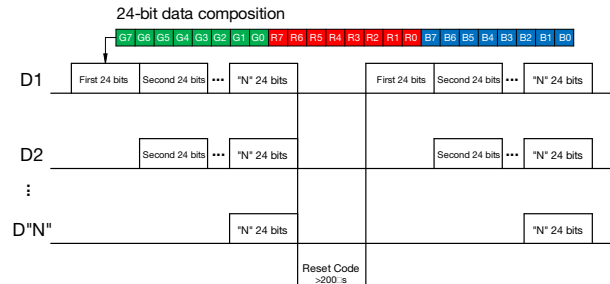 24-bit data composition
G7 G6 G5 G4 G3 G2 G1 G0 R7 R6 R5 R4 R3 R2 R1 R0 B7 B6 B5 B4 B3 B2 B1 B0
D1 First 24 bits Second 24 bits ... "N" 24 bits First 24 bits Second 24 bits ... "N" 24 bits
D2 Second 24 bits ... "N" 24 bits Second 24 bits ... "N" 24 bits
⋮
D"N" "N" 24 bits "N" 24 bits
Reset Code
>200□s